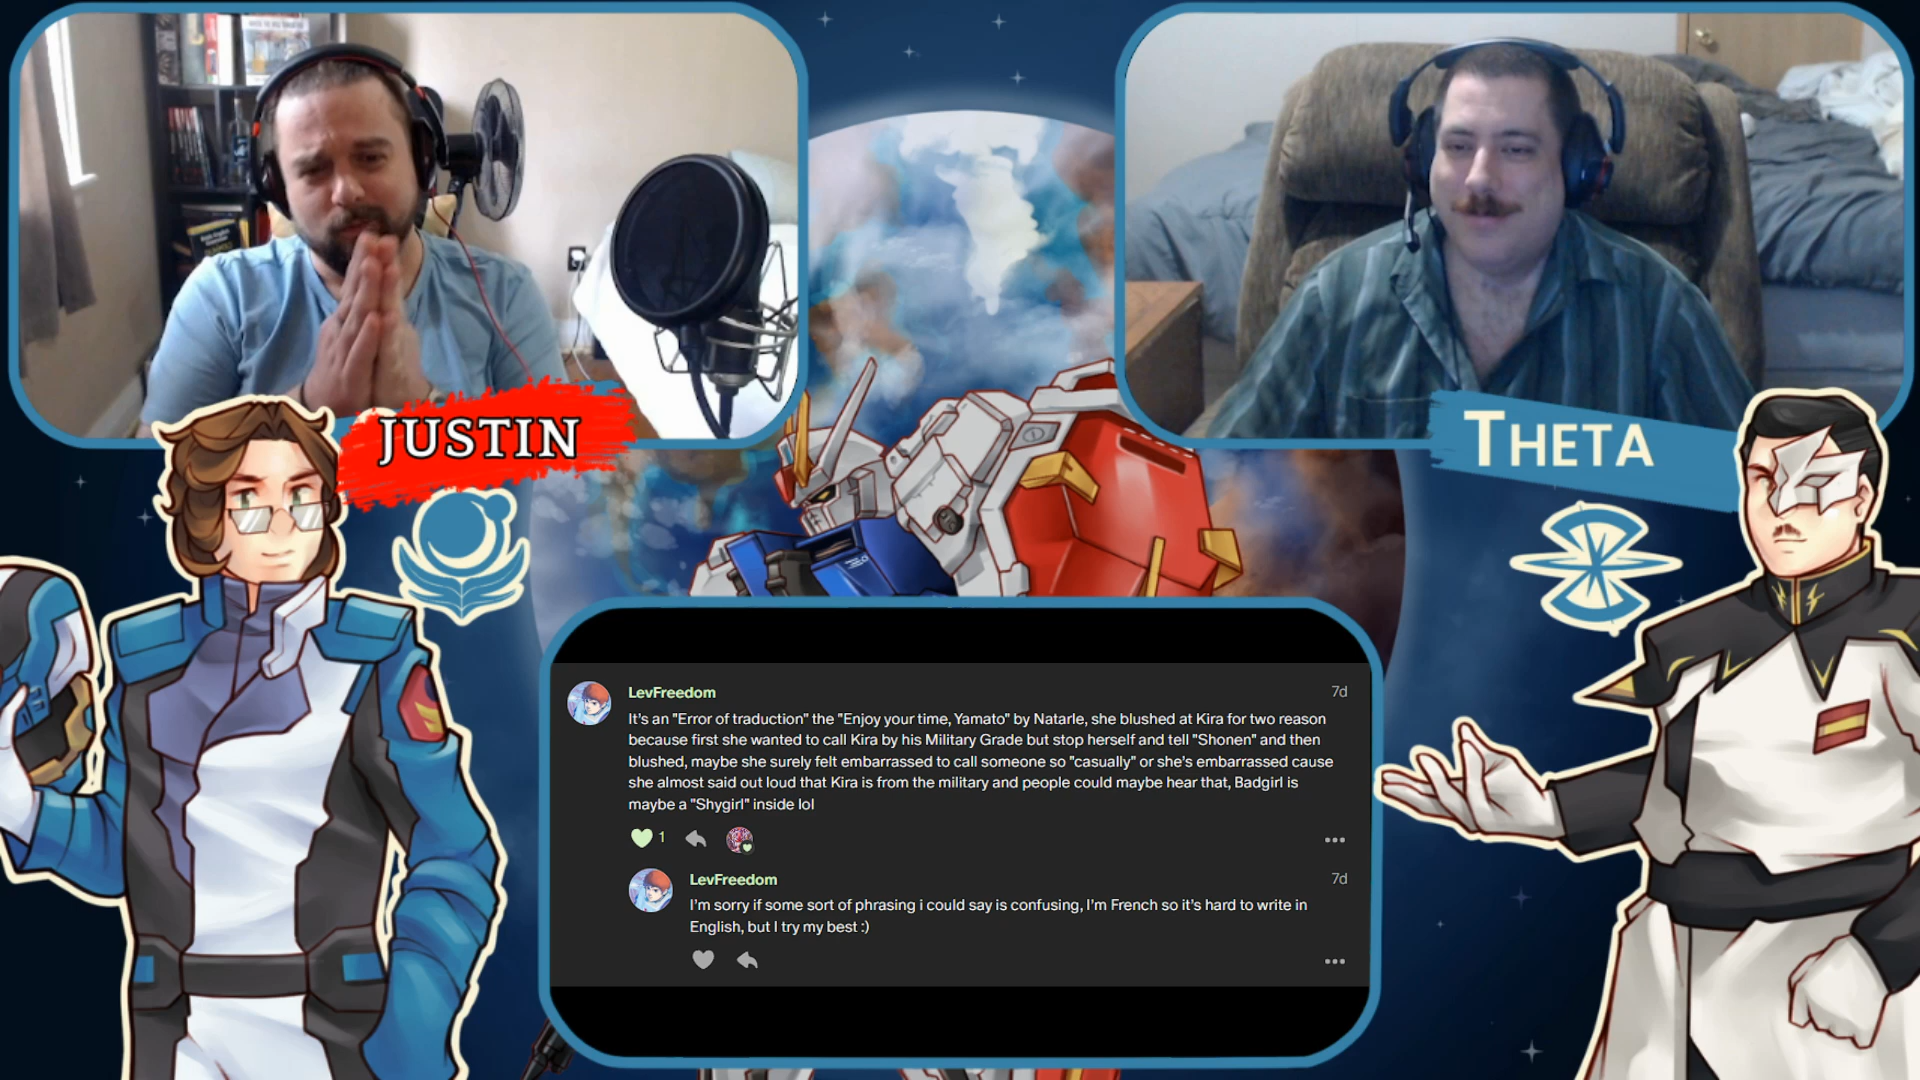 JUSTIN
THETA
LevFreedom
7d
It's an "Error of traduction" the "Enjoy your time, Yamato" by Natarle, she blushed at Kira for two reason
because first she wanted to call Kira by his Military Grade but stop herself and tell "Shonen" and then
blushed, maybe she surely felt embarrassed to call someone so "casually" or she's embarrassed cause
she almost said out loud that Kira is from the military and people could maybe hear that, Badgirl is
maybe a "Shygirl" inside lol
1
LevFreedom
7d
I'm sorry if some sort of phrasing i could say is confusing, I'm French so it's hard to write in
English, but I try my best :)